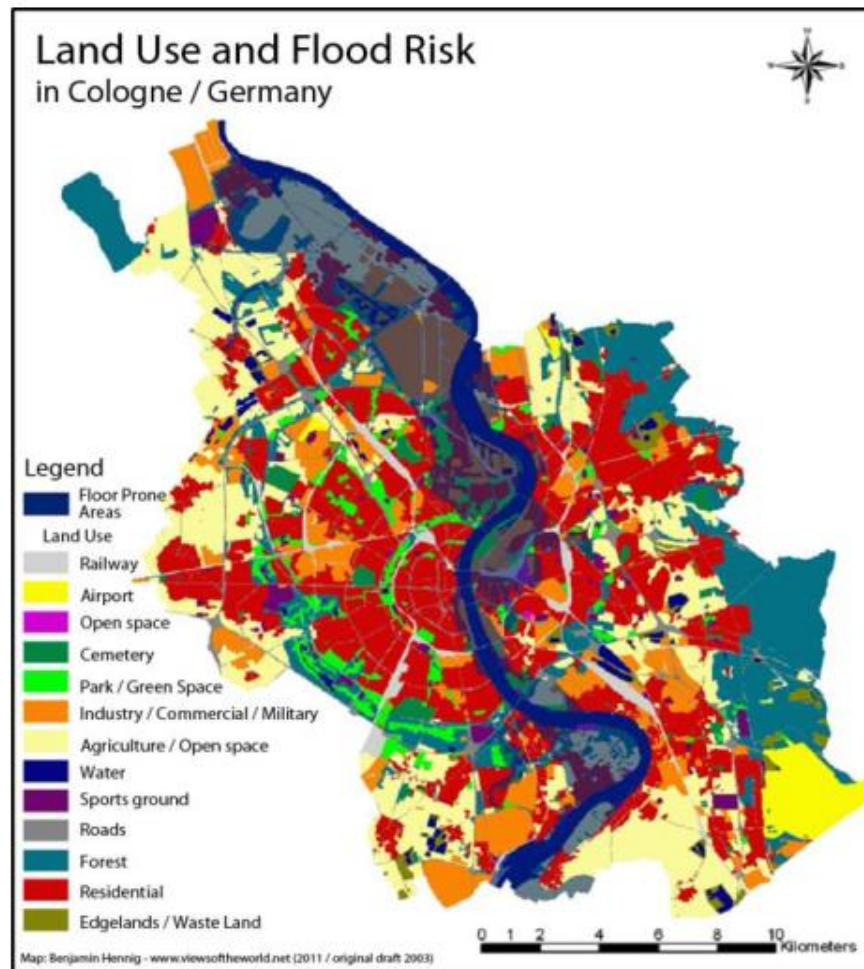 Land Use and Flood Risk
in Cologne / Germany
N
W
E
S
Legend
Floor Prone
Areas
Land Use
Railway
Airport
Open space
Cemetery
Park / Green Space
Industry / Commercial / Military
Agriculture / Open space
Water
Sports ground
Roads
Forest
Residential
Edgelands / Waste Land
0 1 2 4 6 8 10
Kilometers
Map: Benjamin Hennig - www.viewsoftheworld.net (2011 / original draft 2003)